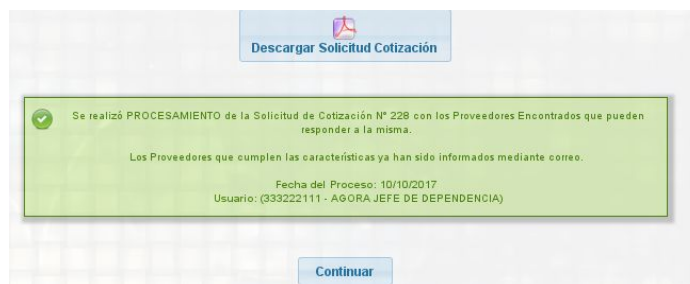 Descargar Solicitud Cotización
Se realizó PROCESAMIENTO de la Solicitud de Cotización N° 228 con los Proveedores Encontrados que pueden
responder a la misma.
Los Proveedores que cumplen las características ya han sido informados mediante correo.
Fecha del Proceso: 10/10/2017
Usuario: (333222111 - AGORA JEFE DE DEPENDENCIA)
Continuar